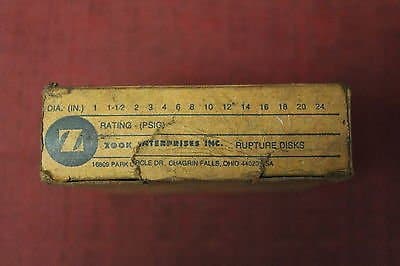 DIA. (IN.) 1 1-1/2 2 3 4 6 8 10 12 14 16 18 20 24
RATING - (PSIG)
Z
ZOOK ENTERPRISES INC. RUPTURE DISKS
16809 PARK CIRCLE DR., CHAGRIN FALLS, OHIO 44023 USA